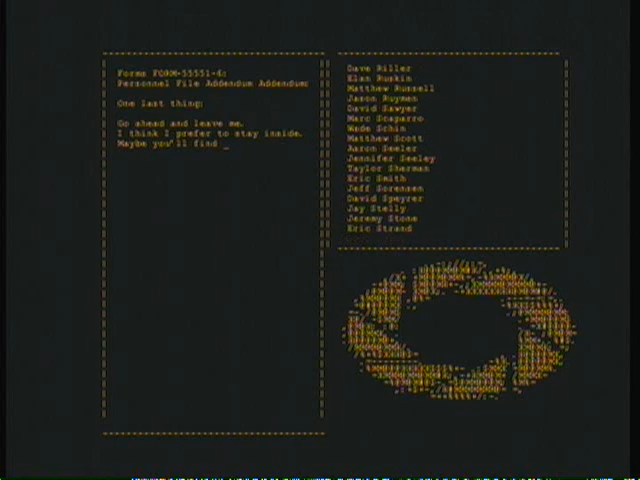 Forms FORM-55551-6:
Personnel File Addendum Addendum:
One last thing:
Go ahead and leave me.
I think I prefer to stay inside.
Maybe you'll find _
Dave Riller
Elan Ruskin
Matthew Russell
Jason Ruymen
David Sawyer
Marc Scaparro
Wade Schin
Matthew Scott
Aaron Seeler
Jennifer Seeley
Taylor Sherman
Eric Smith
Jeff Sorensen
David Speyrer
Jay Stelly
Jeremy Stone
Eric Strand